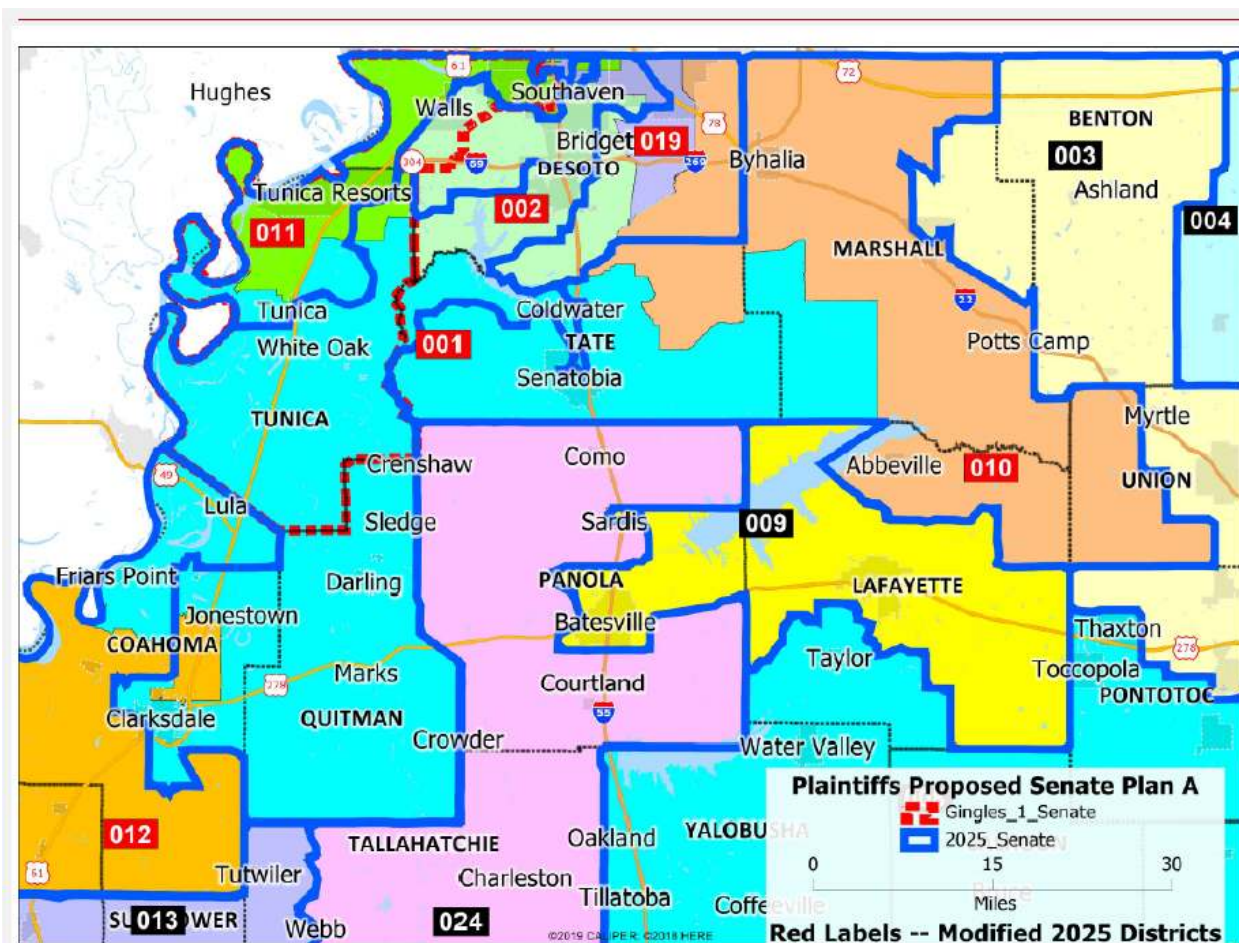 61
72
Hughes
Southaven
Walls
BENTON
78
Bridget
019
003
304
69
269
Byhalia
DESOTO
Ashland
Tunica Resorts
002
004
011
MARSHALL
22
Tunica
Coldwater
White Oak
001
TATE
Potts Camp
Senatobia
TUNICA
Myrtle
Crenshaw
Como
Abbeville
010
49
UNION
Lula
Sledge
Sardis
009
Friars Point
Darling
PANOLA
LAFAYETTE
Jonestown
Batesville
Thaxton
COAHOMA
Taylor
278
Marks
Toccopola
278
Courtland
PONTOTOC
Clarksdale
QUITMAN
55
Crowder
Water Valley
Plaintiffs Proposed Senate Plan A
Gingles_1_Senate
012
Oakland
YALOBUSHA
2025_Senate
TALLAHATCHIE
0 15 30
61
Tutwiler
Charleston
Tillatoba
Coffeeville
Bruce
Miles
013
Webb
024
©2019 CALIPER; ©2018 HERE
Red Labels -- Modified 2025 Districts